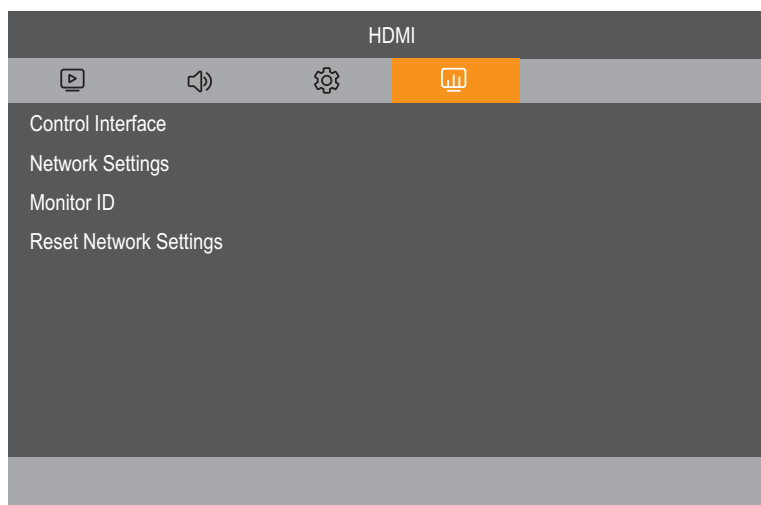 HDMI
Control Interface
Network Settings
Monitor ID
Reset Network Settings